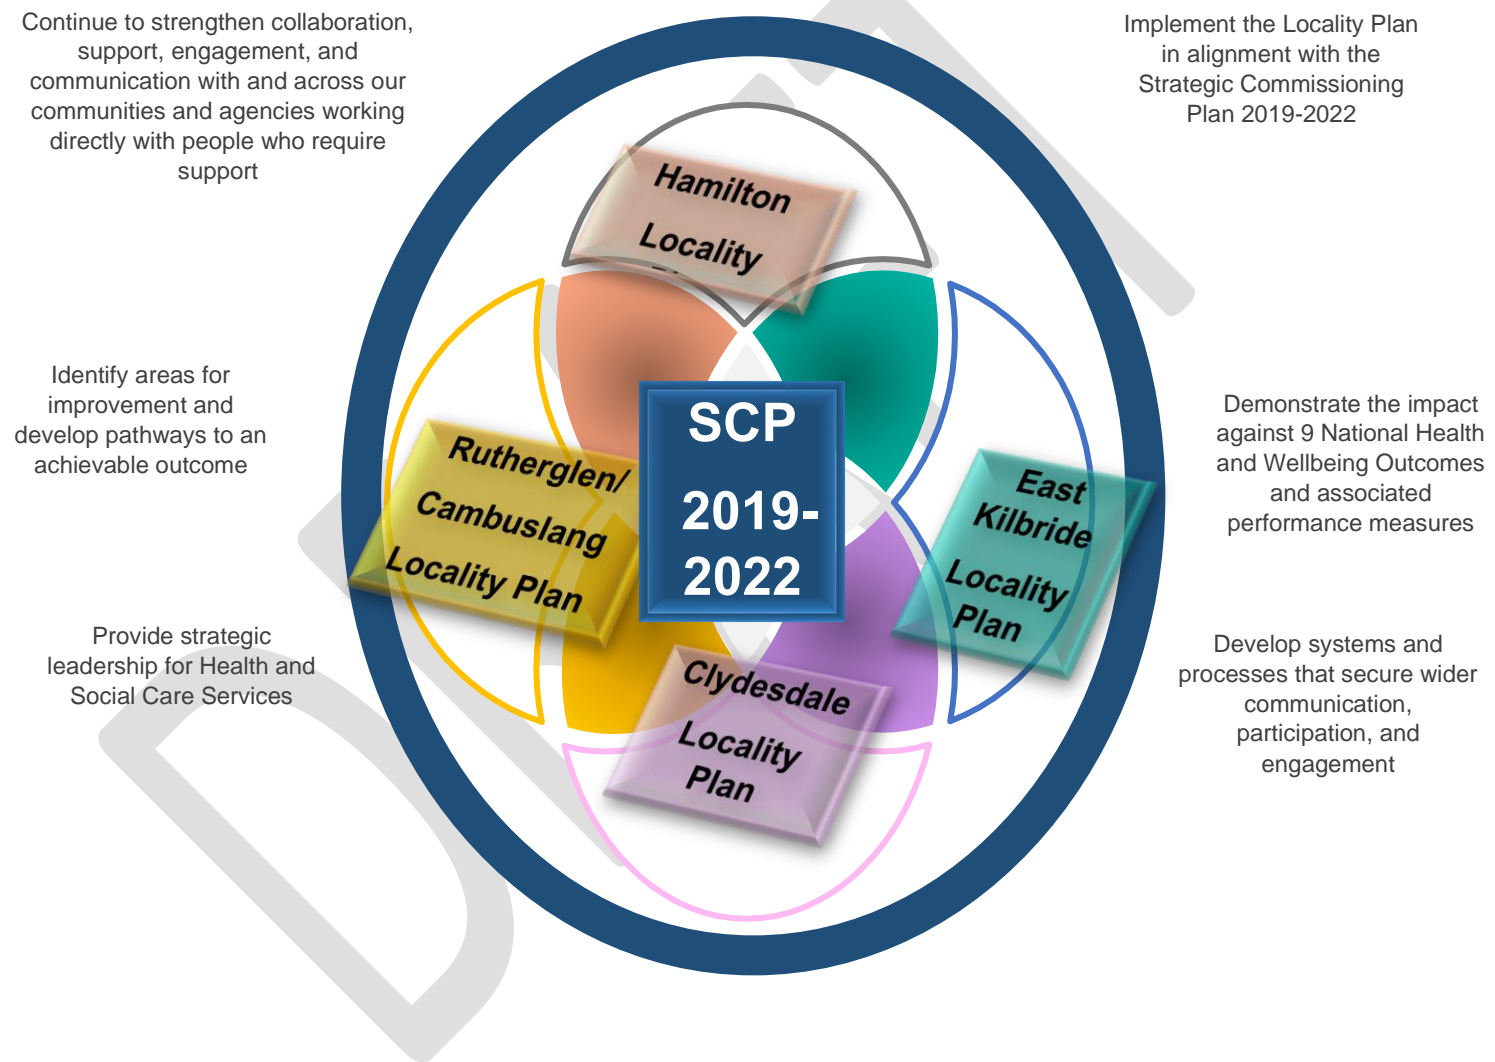 Continue to strengthen collaboration,
support, engagement, and
communication with and across our
communities and agencies working
directly with people who require
support
Implement the Locality Plan
in alignment with the
Strategic Commissioning
Plan 2019-2022
Hamilton
Locality
Identify areas for
improvement and
develop pathways to an
achievable outcome
SCP
2019-
2022
Rutherglen/
Cambuslang
Locality Plan
East
Kilbride
Locality
Plan
Demonstrate the impact
against 9 National Health
and Wellbeing Outcomes
and associated
performance measures
Provide strategic
leadership for Health and
Social Care Services
Clydesdale
Locality
Plan
Develop systems and
processes that secure wider
communication,
participation, and
engagement